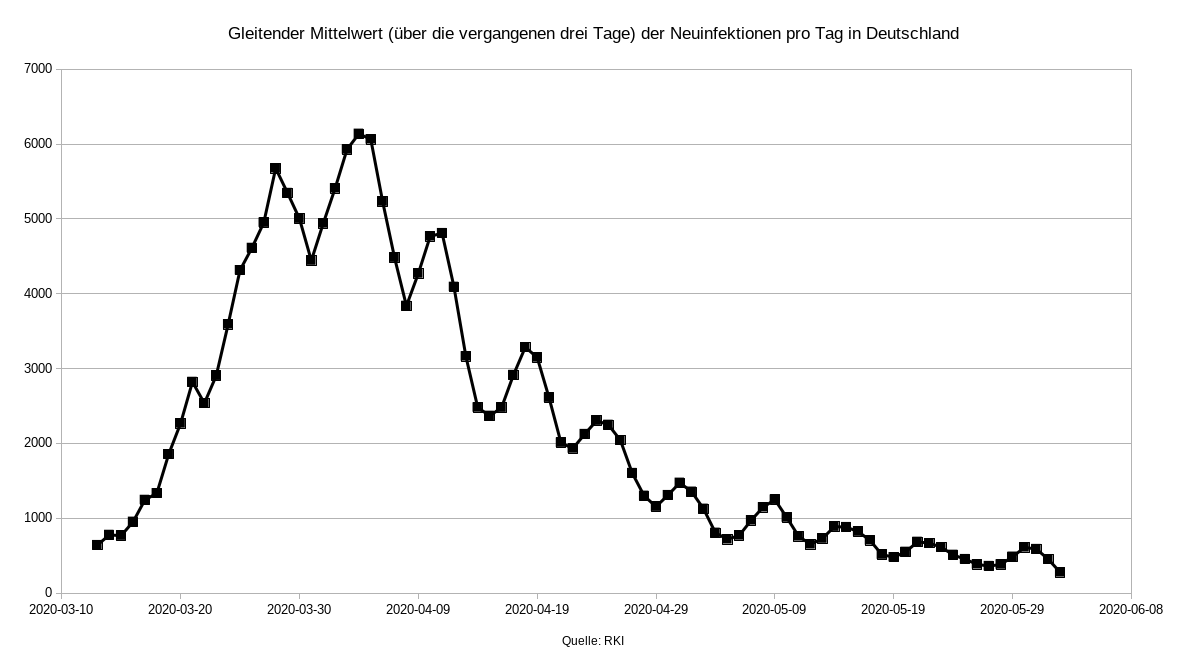 Gleitender Mittelwert (über die vergangenen drei Tage) der Neuinfektionen pro Tag in Deutschland
7000
6000
5000
4000
3000
2000
1000
0
2020-03-10 2020-03-20 2020-03-30 2020-04-09 2020-04-19 2020-04-29 2020-05-09 2020-05-19 2020-05-29 2020-06-08
Quelle: RKI